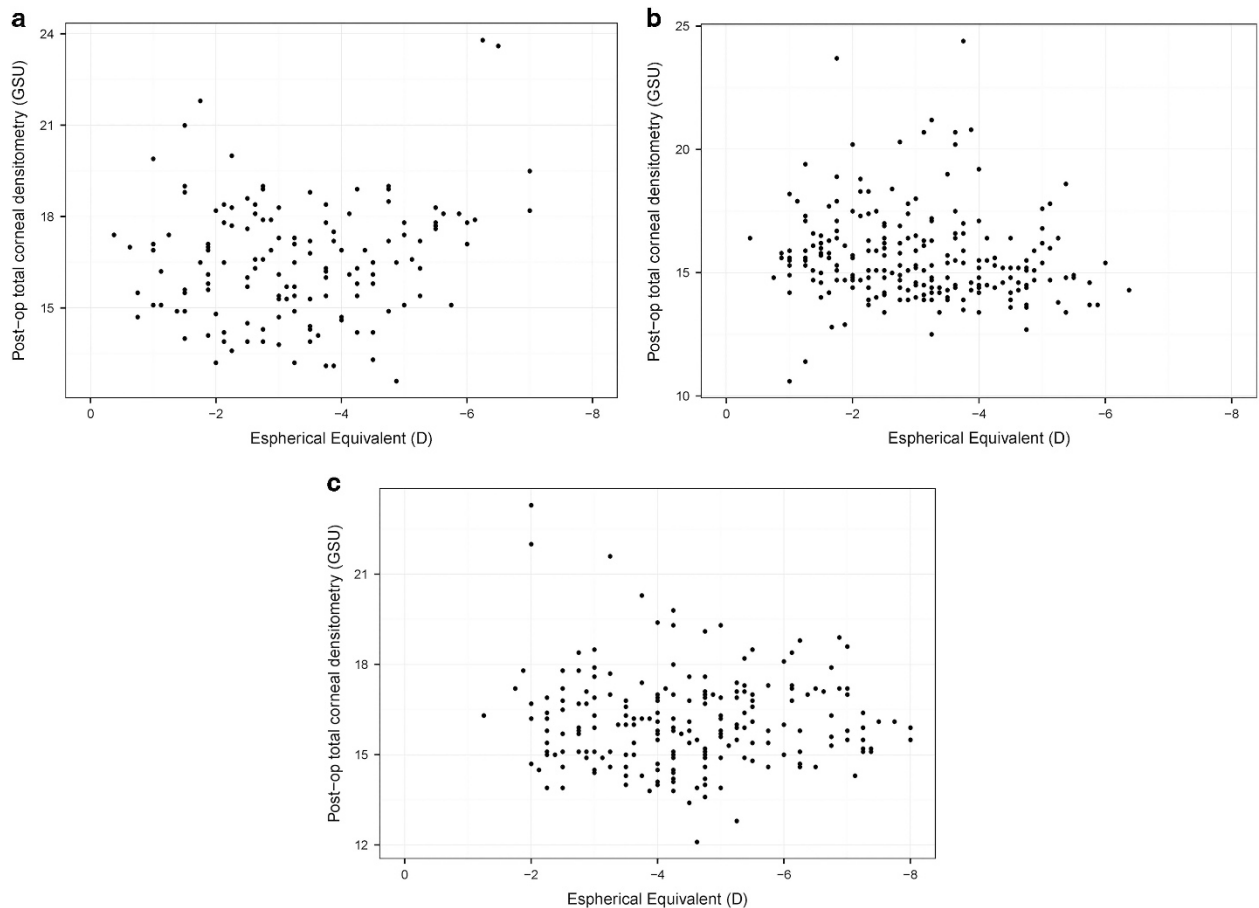 a
Post-op total corneal densitometry (GSU)
24
21
18
15
0 −2 −4 −6 −8
Espherical Equivalent (D)
b
Post-op total corneal densitometry (GSU)
25
20
15
10
0 −2 −4 −6 −8
Espherical Equivalent (D)
c
Post-op total corneal densitometry (GSU)
21
18
15
12
0 −2 −4 −6 −8
Espherical Equivalent (D)